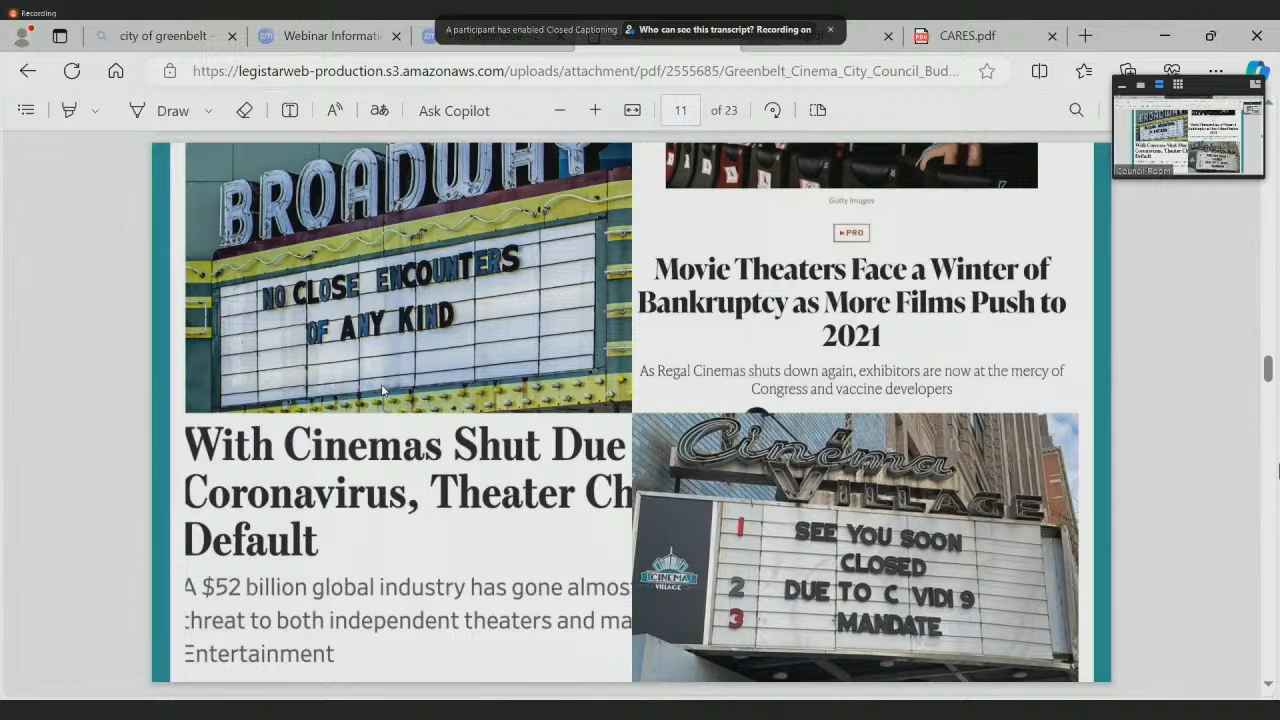 Recording
A participant has enabled Closed Captioning Who can see this transcript? Recording on
city of greenbelt -
Webinar Informati
CARES.pdf
https://legistarweb-production.s3.amazonaws.com/uploads/attachment/pdf/2555685/Greenbelt_Cinema_City_Council_Bud...
Draw
Ask Copilot
11 of 23
Council Room
BROADWAY
NO CLOSE ENCOUNTERS
OF ANY KIND
With Cinemas Shut Due
Coronavirus, Theater Ch
Default
A $52 billion global industry has gone almos
threat to both independent theaters and ma
Entertainment
Getty Images
PRO
Movie Theaters Face a Winter of
Bankruptcy as More Films Push to
2021
As Regal Cinemas shuts down again, exhibitors are now at the mercy of
Congress and vaccine developers
Cinema
VILLAGE
CINEMA
VILLAGE
1 SEE YOU SOON
CLOSED
2 DUE TO C VIDI 9
3 MANDATE